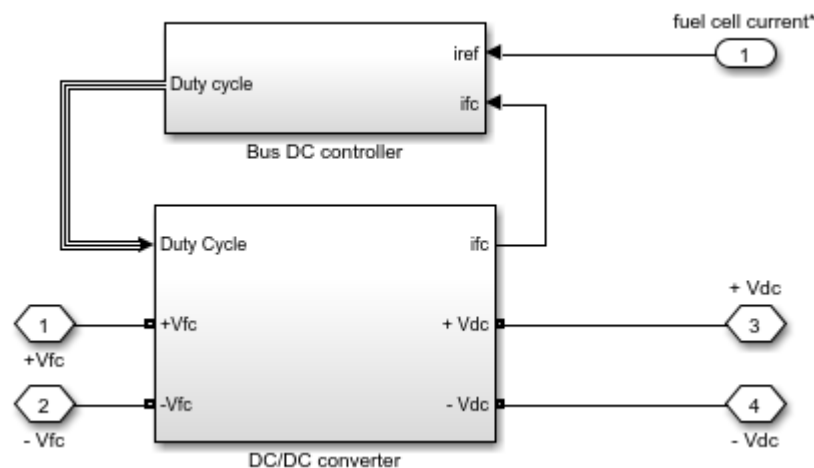 fuel cell current*
iref
1
Duty cycle
ifc
Bus DC controller
Duty Cycle
ifc
+ Vdc
1
+Vfc
+ Vdc
3
+Vfc
2
-Vfc
- Vdc
4
- Vfc
- Vdc
DC/DC converter